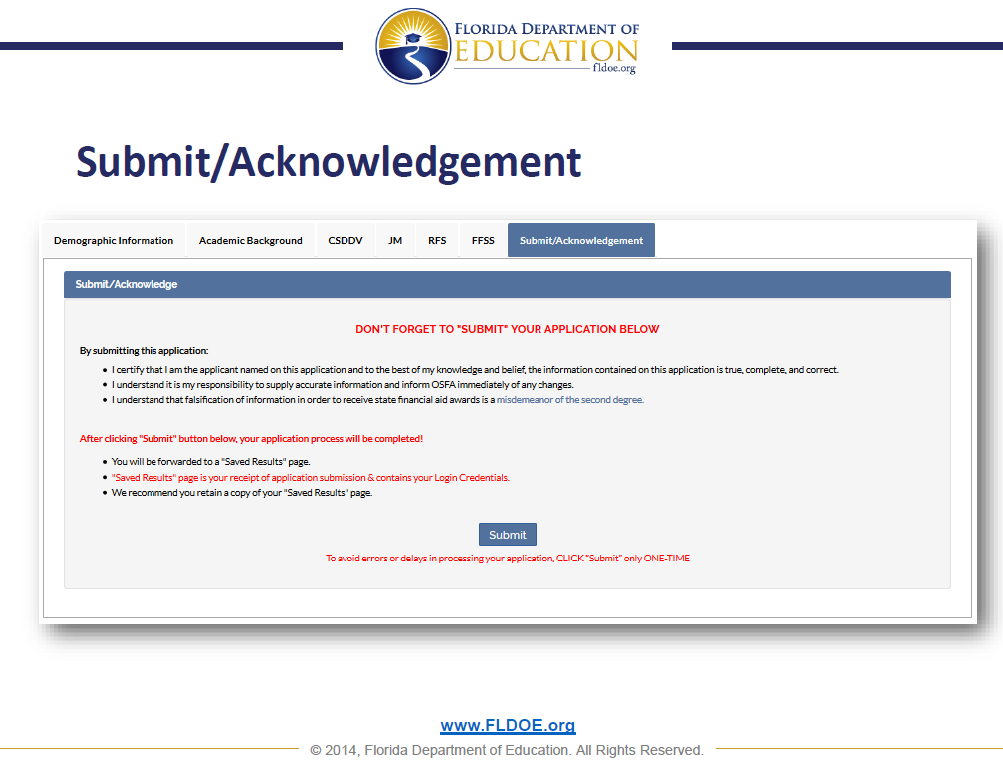 FLORIDA DEPARTMENT OF
EDUCATION
fldoe.org
Submit/Acknowledgement
Demographic Information Academic Background CSDDV JM RFS FFSS Submit/Acknowledgement
Submit/Acknowledge
DON'T FORGET TO "SUBMIT" YOUR APPLICATION BELOW
By submitting this application:
• I certify that I am the applicant named on this application and to the best of my knowledge and belief, the information contained on this application is true, complete, and correct.
• I understand it is my responsibility to supply accurate information and inform OSFA immediately of any changes.
• I understand that falsification of information in order to receive state financial aid awards is a misdemeanor of the second degree.
After clicking "Submit" button below, your application process will be completed!
• You will be forwarded to a "Saved Results" page.
• "Saved Results" page is your receipt of application submission & contains your Login Credentials.
• We recommend you retain a copy of your "Saved Results" page.
Submit
To avoid errors or delays in processing your application, CLICK "Submit" only ONE-TIME
www.FLDOE.org
© 2014, Florida Department of Education. All Rights Reserved.